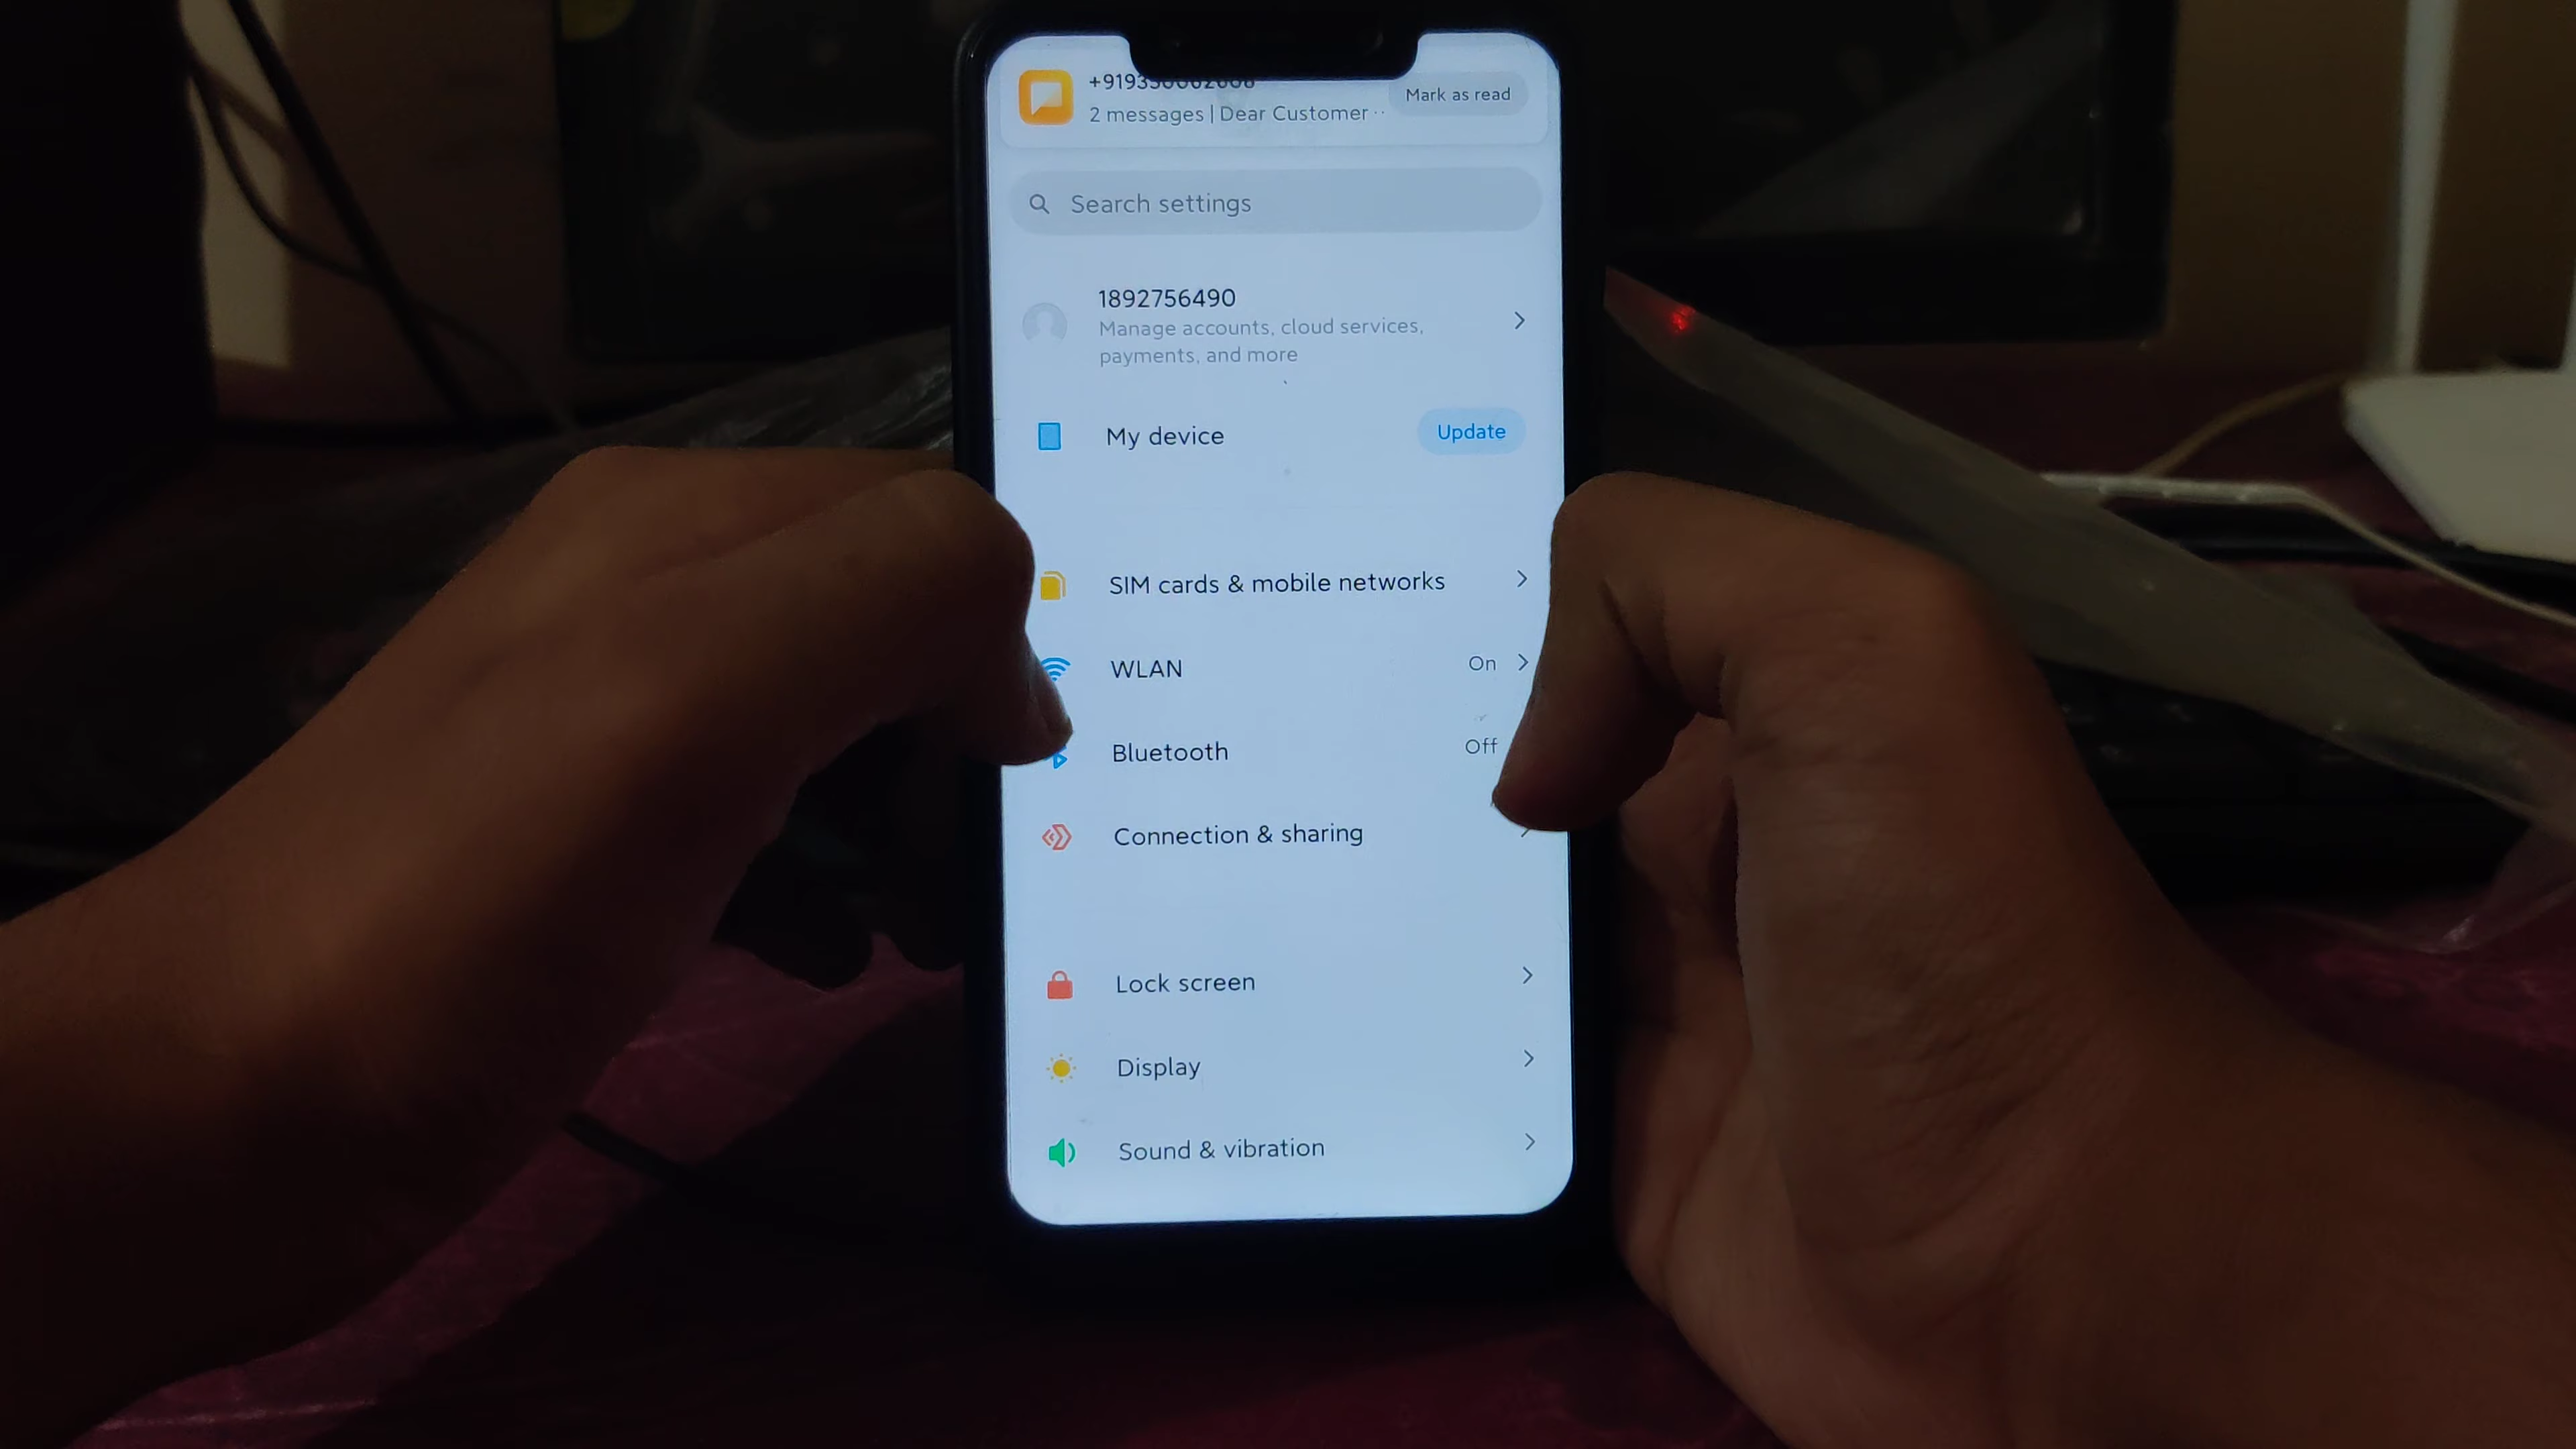 2 messages | Dear Customer ··
Mark as read
Search settings
1892756490
Manage accounts, cloud services,
payments, and more
My device
Update
SIM cards & mobile networks
WLAN
On
Bluetooth
Off
Connection & sharing
Lock screen
Display
Sound & vibration